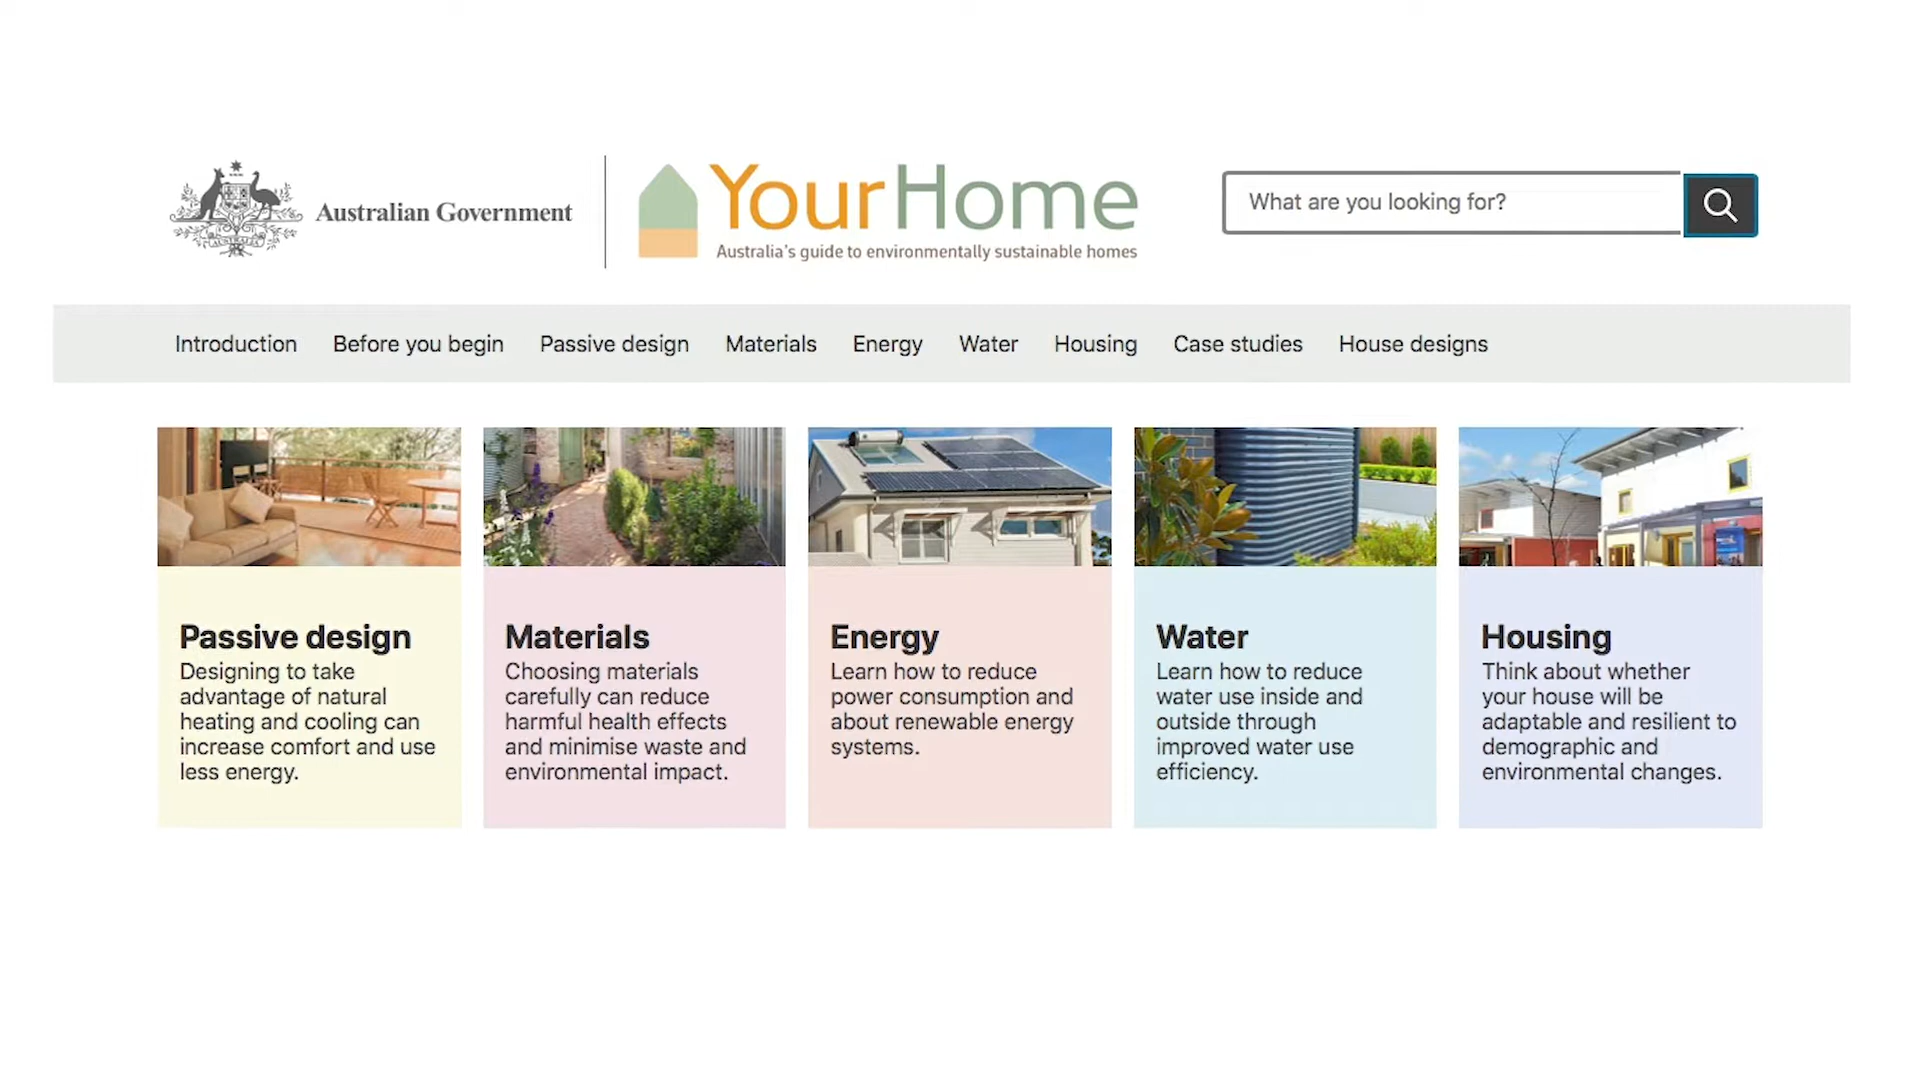 Australian Government
YourHome
Australia's guide to environmentally sustainable homes
What are you looking for?
Introduction Before you begin Passive design Materials Energy Water Housing Case studies House designs
Passive design
Designing to take
advantage of natural
heating and cooling can
increase comfort and use
less energy.
Materials
Choosing materials
carefully can reduce
harmful health effects
and minimise waste and
environmental impact.
Energy
Learn how to reduce
power consumption and
about renewable energy
systems.
Water
Learn how to reduce
water use inside and
outside through
improved water use
efficiency.
Housing
Think about whether
your house will be
adaptable and resilient to
demographic and
environmental changes.